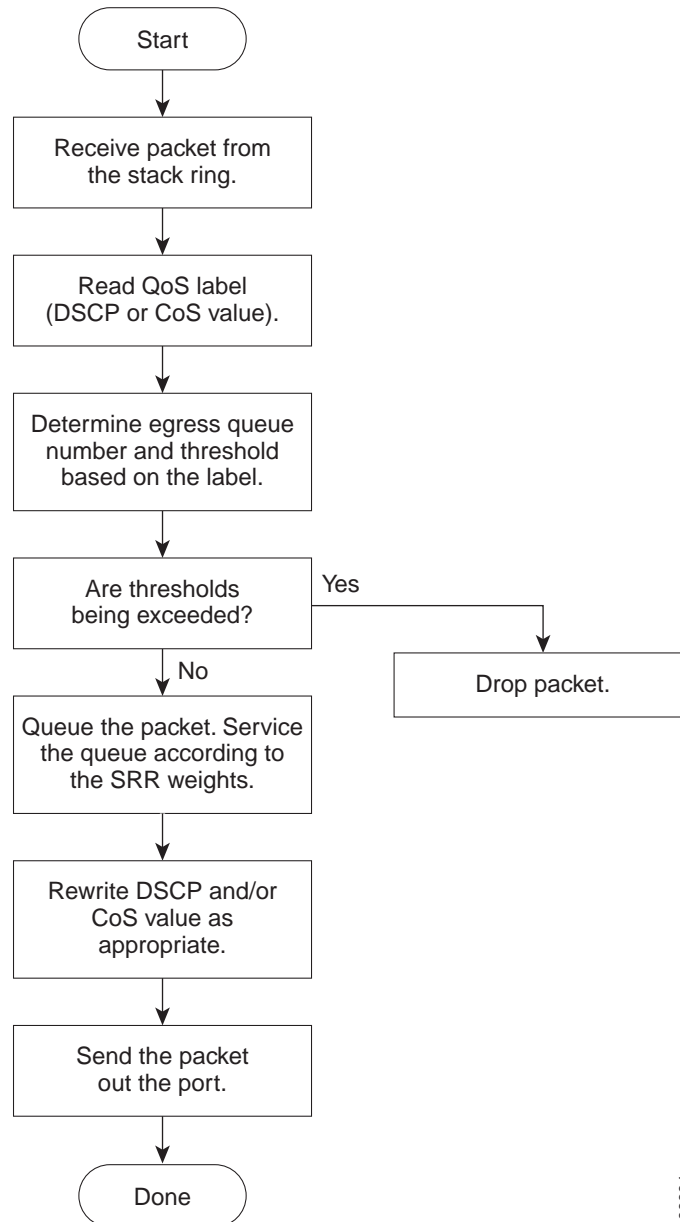 Start
Receive packet from
the stack ring.
Read QoS label
(DSCP or CoS value).
Determine egress queue
number and threshold
based on the label.
Are thresholds
being exceeded?
Yes
No
Drop packet.
Queue the packet. Service
the queue according to
the SRR weights.
Rewrite DSCP and/or
CoS value as
appropriate.
Send the packet
out the port.
Done